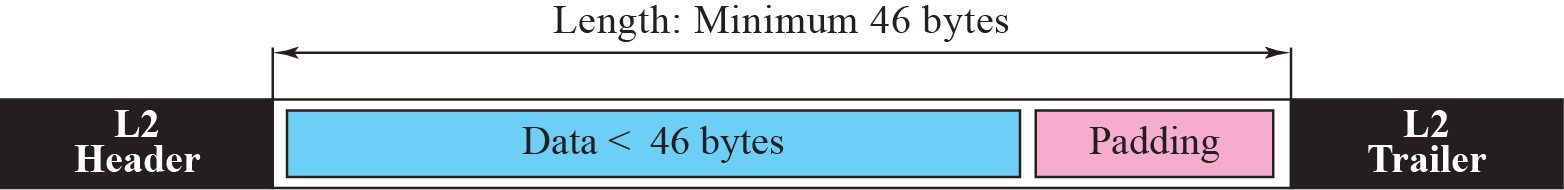 Length: Minimum 46 bytes
L2
Header
Data < 46 bytes
Padding
L2
Trailer